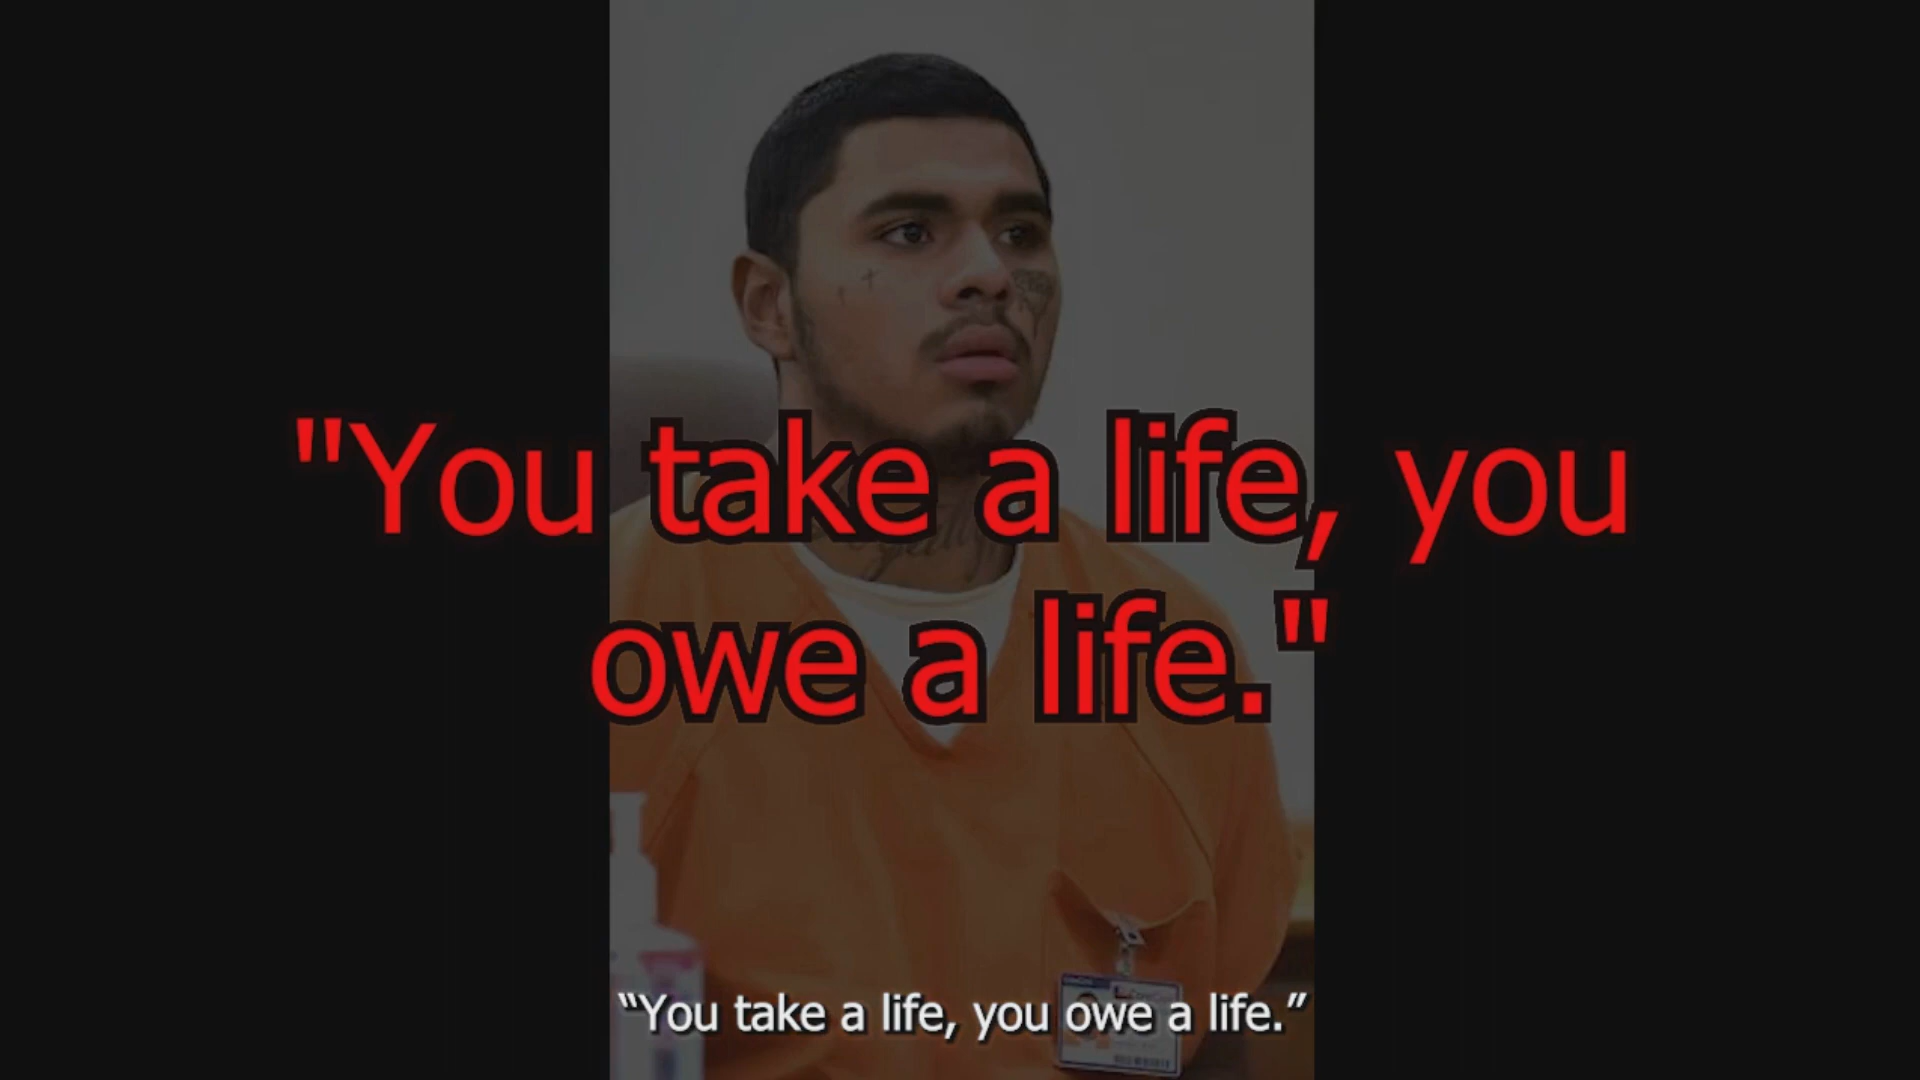 "You take a life, you
owe a life."
“You take a life, you owe a life.”